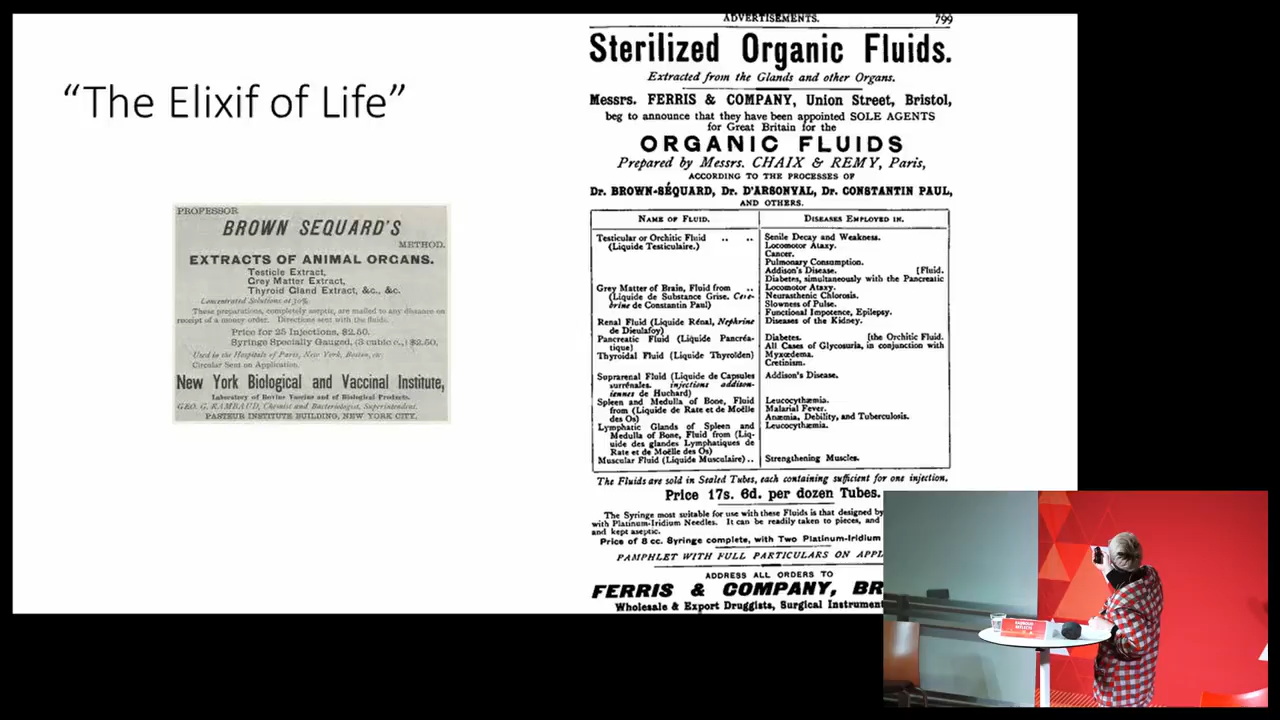 “The Elixif of Life”
PROFESSOR
BROWN SEQUARD'S
METHOD.
EXTRACTS OF ANIMAL ORGANS.
Testicle Extract,
Grey Matter Extract,
Thyroid Gland Extract, &c., &c.
Concentrated Solutions at 30%.
These preparations, completely aseptic, are mailed to any distance on
receipt of a money order. Directions sent with the fluids.
Price for 25 Injections, $2.50.
Syringe Specially Gauged, (3 cubic c.,) $2.50.
Used in the Hospitals of Paris, New York, Boston, etc.
Circular Sent on Application.
New York Biological and Vaccinal Institute,
Laboratory of Bovine Vaccine and of Biological Products.
GEO. G. RAMBAUD, Chemist and Bacteriologist, Superintendent.
PASTEUR INSTITUTE BUILDING, NEW YORK CITY.
ADVERTISEMENTS. 799
Sterilized Organic Fluids.
Extracted from the Glands and other Organs.
Messrs. FERRIS & COMPANY, Union Street, Bristol,
beg to announce that they have been appointed SOLE AGENTS
for Great Britain for the
ORGANIC FLUIDS
Prepared by Messrs. CHAIX & REMY, Paris,
ACCORDING TO THE PROCESSES OF
Dr. BROWN-SÉQUARD, Dr. D'ARSONVAL, Dr. CONSTANTIN PAUL,
AND OTHERS.
NAME OF FLUID. DISEASES EMPLOYED IN.
Testicular or Orchitic Fluid .. .. Senile Decay and Weakness.
(Liquide Testiculaire.) Locomotor Ataxy.
Cancer.
Pulmonary Consumption.
Addison's Disease. [Fluid.
Diabetes, simultaneously with the Pancreatic
Grey Matter of Brain, Fluid from .. Locomotor Ataxy.
(Liquide de Substance Grise. Céré- Neurasthenic Chlorosis.
brine de Constantin Paul) Slowness of Pulse.
Functional Impotence, Epilepsy.
Renal Fluid (Liquide Rénal, Nephrine Diseases of the Kidney.
de Dieulafoy)
Pancreatic Fluid (Liquide Pancréa- Diabetes. [the Orchitic Fluid.
tique) All Cases of Glycosuria, in conjunction with
Thyroidal Fluid (Liquide Thyroïden) Myxœdema.
Cretinism.
Suprarenal Fluid (Liquide de Capsules Addison's Disease.
surrénales. injections addison-
iennes de Huchard)
Spleen and Medulla of Bone, Fluid Leucocythæmia.
from (Liquide de Rate et de Moëlle Malarial Fever.
des Os) Anæmia, Debility, and Tuberculosis.
Lymphatic Glands of Spleen and Leucocythæmia.
Medulla of Bone, Fluid from (Liq-
uide des glandes Lymphatiques de
Rate et de Moëlle des Os)
Muscular Fluid (Liquide Musculaire) .. Strengthening Muscles.
The Fluids are sold in Sealed Tubes, each containing sufficient for one injection.
Price 17s. 6d. per dozen Tubes.
The Syringe most suitable for use with these Fluids is that designed by
with Platinum-Iridium Needles. It can be readily taken to pieces, and
and kept aseptic.
Price of 8 cc. Syringe complete, with Two Platinum-Iridium
PAMPHLET WITH FULL PARTICULARS ON APPL
ADDRESS ALL ORDERS TO
FERRIS & COMPANY, BR
Wholesale & Export Druggists, Surgical Instrument